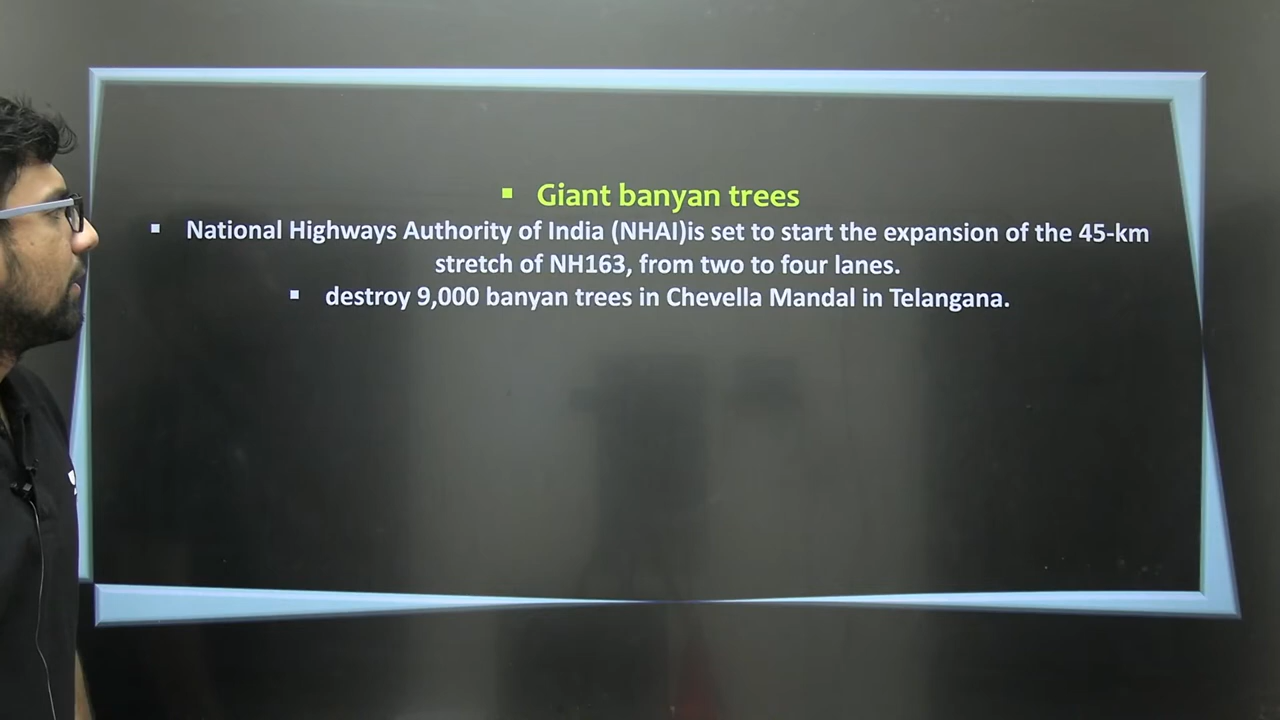 ▪ Giant banyan trees
▪ National Highways Authority of India (NHAI)is set to start the expansion of the 45-km
stretch of NH163, from two to four lanes.
▪ destroy 9,000 banyan trees in Chevella Mandal in Telangana.